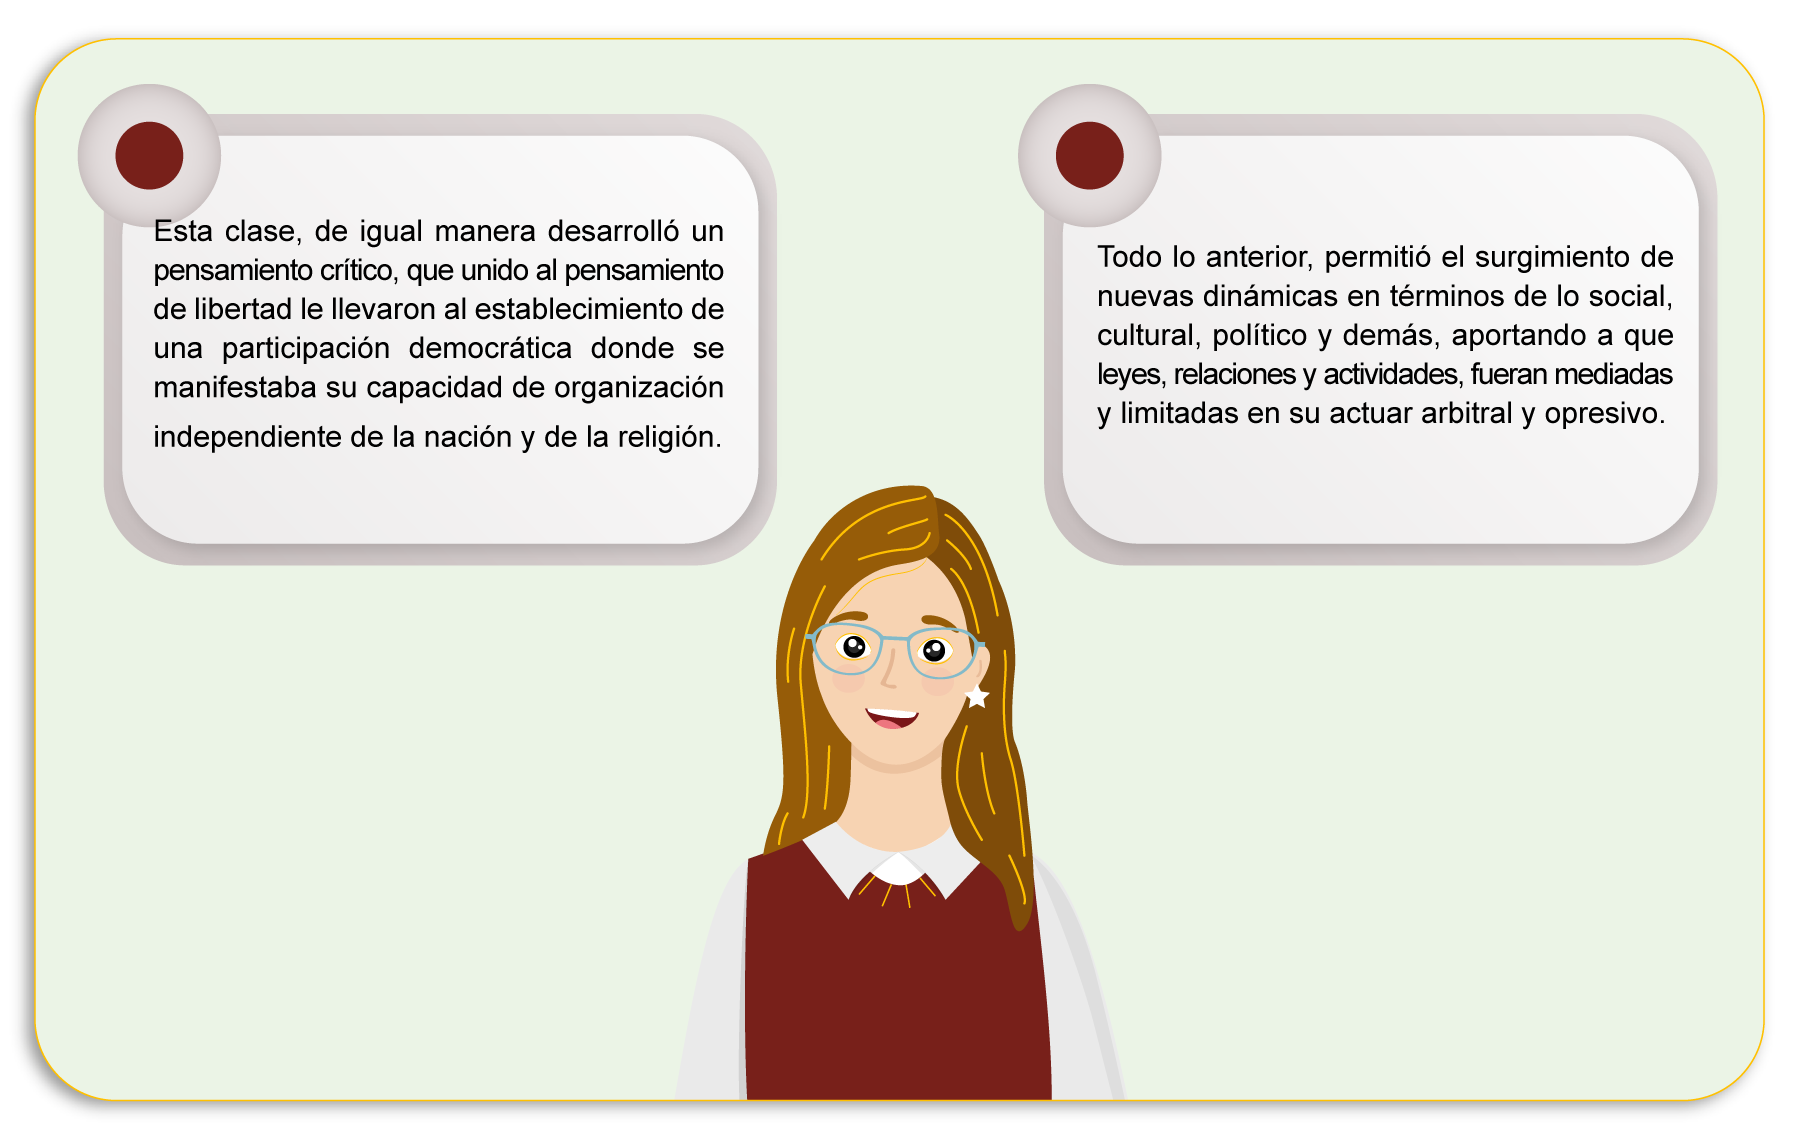 Esta clase, de igual manera desarrolló un
pensamiento crítico, que unido al pensamiento
de libertad le llevaron al establecimiento de
una participación democrática donde se
manifestaba su capacidad de organización
independiente de la nación y de la religión.
Todo lo anterior, permitió el surgimiento de
nuevas dinámicas en términos de lo social,
cultural, político y demás, aportando a que
leyes, relaciones y actividades, fueran mediadas
y limitadas en su actuar arbitral y opresivo.